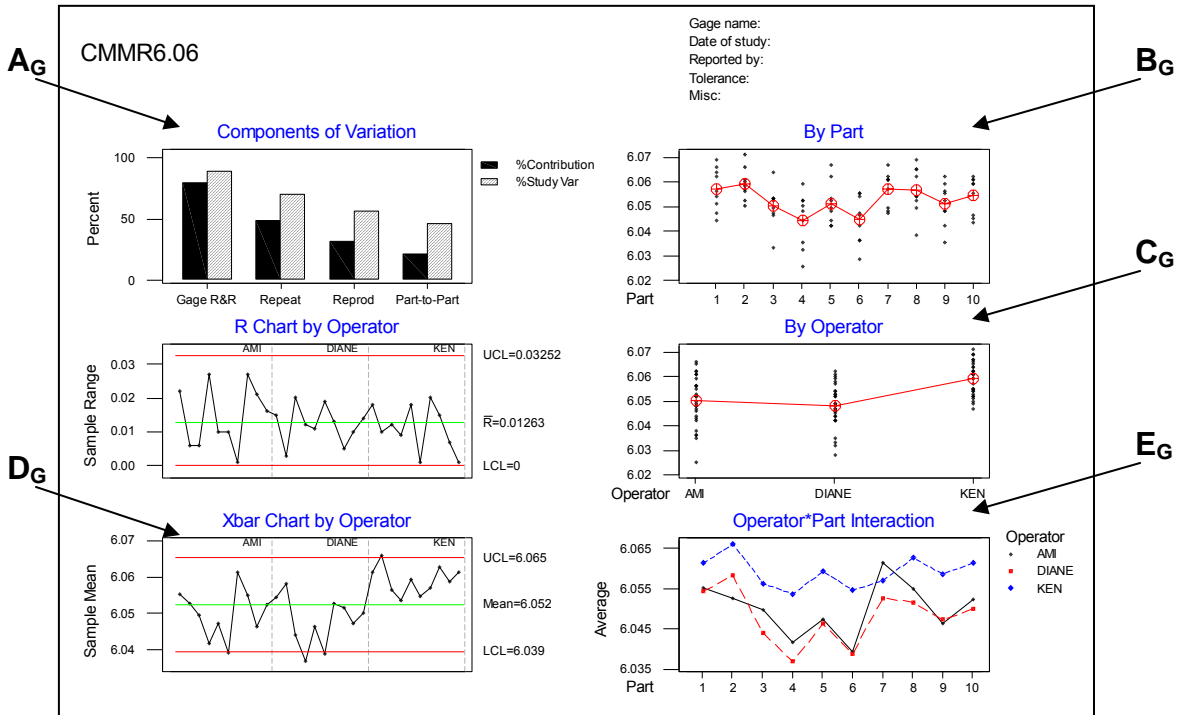 Gage name:
Date of study:
Reported by:
Tolerance:
Misc:
CMMR6.06
A_G
B_G
Components of Variation
100
50
0
Percent
%Contribution
%Study Var
Gage R&R Repeat Reprod Part-to-Part
By Part
6.07
6.06
6.05
6.04
6.03
6.02
Part 1 2 3 4 5 6 7 8 9 10
C_G
R Chart by Operator
AMI DIANE KEN
0.03
0.02
0.01
0.00
Sample Range
UCL=0.03252
R̅=0.01263
LCL=0
By Operator
6.07
6.06
6.05
6.04
6.03
6.02
Operator AMI DIANE KEN
D_G
E_G
Xbar Chart by Operator
AMI DIANE KEN
6.07
6.06
6.05
6.04
Sample Mean
UCL=6.065
Mean=6.052
LCL=6.039
Operator*Part Interaction
6.065
6.055
6.045
6.035
Average
Part 1 2 3 4 5 6 7 8 9 10
Operator
AMI
DIANE
KEN